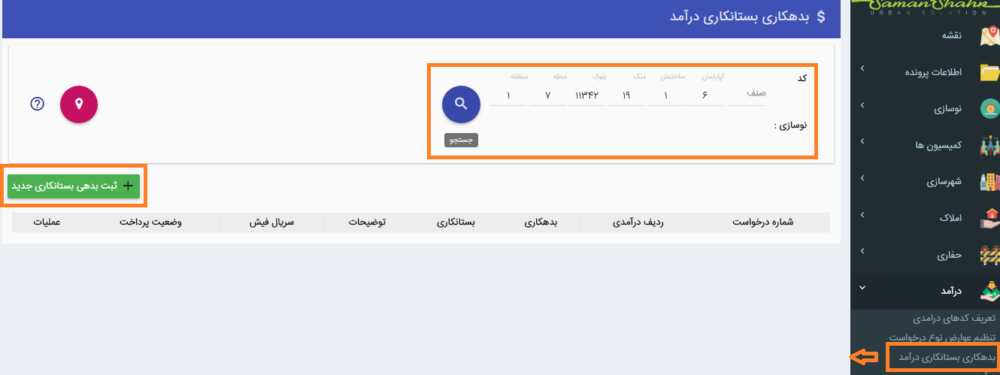 $ بدهکاری بستانکاری درآمد
کد
نوسازی :
صنف
آپارتمان ساختمان ملک بلوک محله منطقه
۶ ۱ ۱۹ ۱۱۳۴۲ ۷ ۱
جستجو
?
+ ثبت بدهی بستانکاری جدید
شماره درخواست ردیف درآمدی بدهکاری بستانکاری توضیحات سریال فیش وضعیت پرداخت عملیات
SamanShahr
URBAN SOLUTION
نقشه
اطلاعات پرونده
نوسازی
کمیسیون ها
شهرسازی
املاک
حفاری
درآمد
تعریف کدهای درامدی
تنظیم عوارض نوع درخواست
بدهکاری بستانکاری درآمد